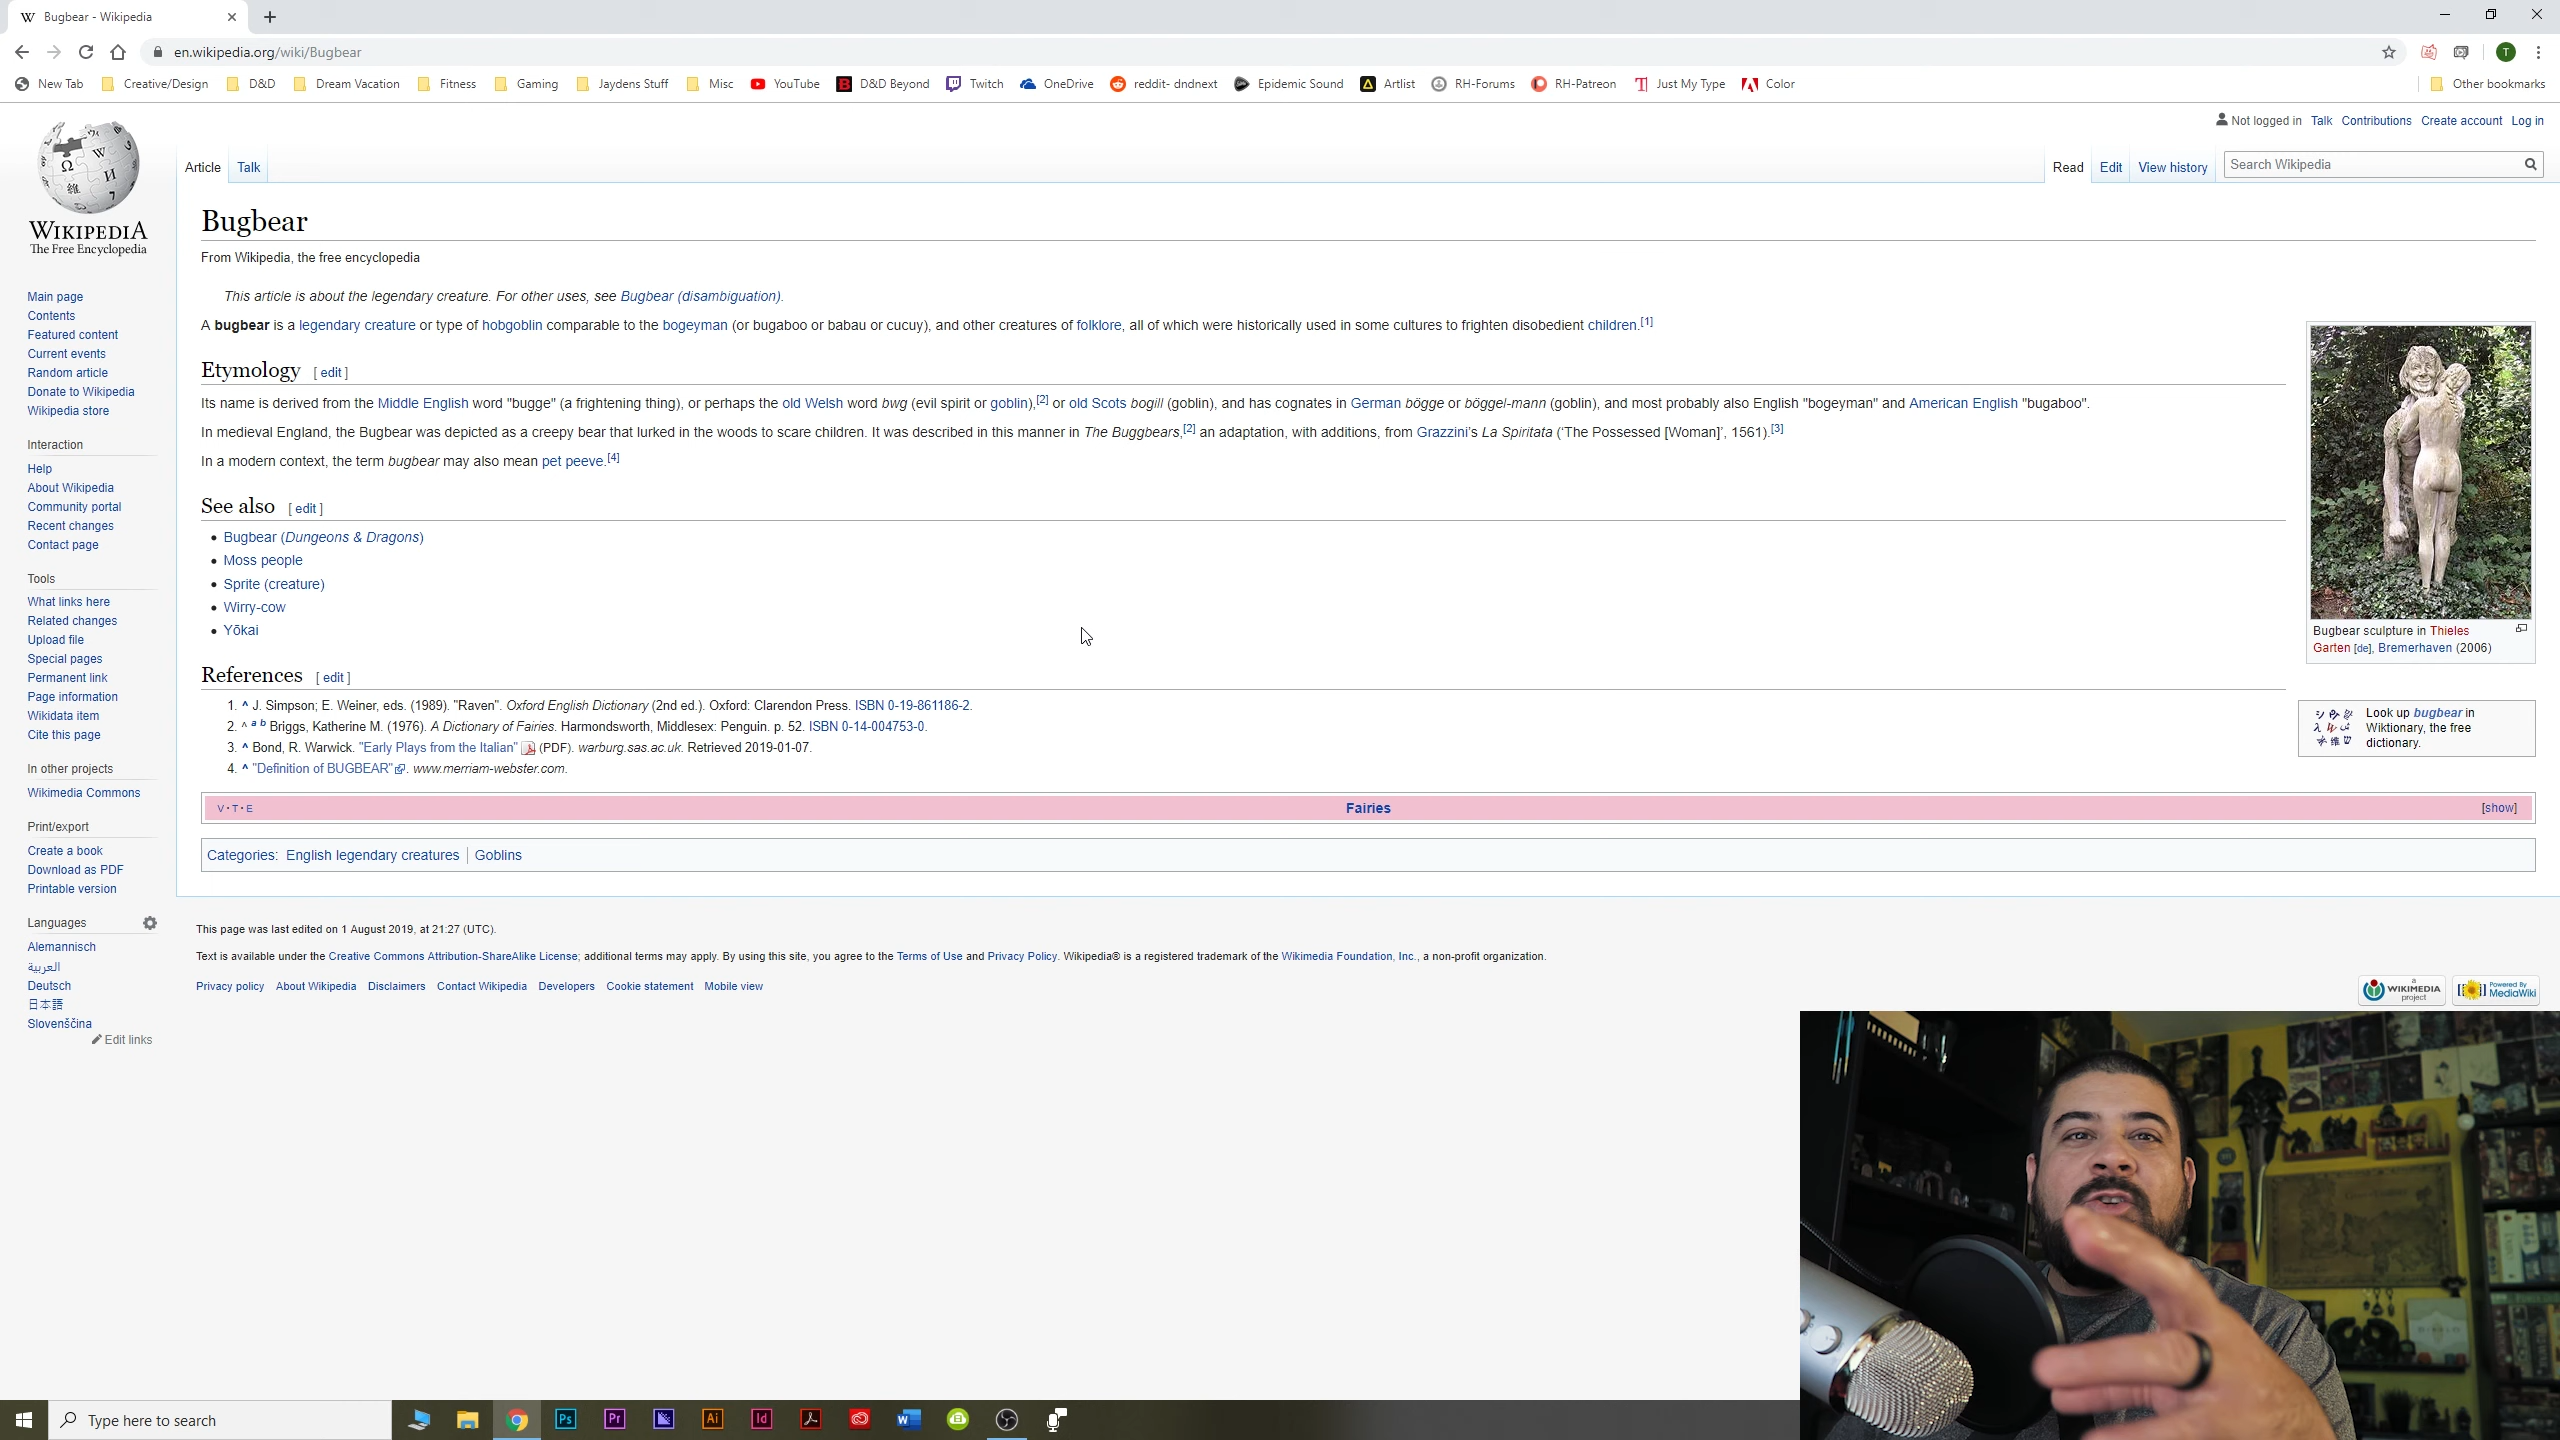 Bugbear - Wikipedia
en.wikipedia.org/wiki/Bugbear
T
New Tab Creative/Design D&D Dream Vacation Fitness Gaming Jaydens Stuff Misc YouTube D&D Beyond Twitch OneDrive reddit- dndnext Epidemic Sound Artlist RH-Forums RH-Patreon Just My Type Color Other bookmarks
Not logged in Talk Contributions Create account Log in
Article Talk Read Edit View history Search Wikipedia
WIKIPEDIA
The Free Encyclopedia
Main page
Contents
Featured content
Current events
Random article
Donate to Wikipedia
Wikipedia store
Interaction
Help
About Wikipedia
Community portal
Recent changes
Contact page
Tools
What links here
Related changes
Upload file
Special pages
Permanent link
Page information
Wikidata item
Cite this page
In other projects
Wikimedia Commons
Print/export
Create a book
Download as PDF
Printable version
Languages
Alemannisch
العربية
Deutsch
日本語
Slovenščina
Edit links
Bugbear
From Wikipedia, the free encyclopedia
This article is about the legendary creature. For other uses, see Bugbear (disambiguation).
A bugbear is a legendary creature or type of hobgoblin comparable to the bogeyman (or bugaboo or babau or cucuy), and other creatures of folklore, all of which were historically used in some cultures to frighten disobedient children.[1]
Etymology [ edit ]
Its name is derived from the Middle English word "bugge" (a frightening thing), or perhaps the old Welsh word bwg (evil spirit or goblin),[2] or old Scots bogill (goblin), and has cognates in German bögge or böggel-mann (goblin), and most probably also English "bogeyman" and American English "bugaboo".
In medieval England, the Bugbear was depicted as a creepy bear that lurked in the woods to scare children. It was described in this manner in The Buggbears,[2] an adaptation, with additions, from Grazzini's La Spiritata ('The Possessed [Woman]', 1561).[3]
In a modern context, the term bugbear may also mean pet peeve.[4]
See also [ edit ]
• Bugbear (Dungeons & Dragons)
• Moss people
• Sprite (creature)
• Wirry-cow
• Yōkai
Bugbear sculpture in Thieles
Garten [de], Bremerhaven (2006)
References [ edit ]
1. ^ J. Simpson; E. Weiner, eds. (1989). "Raven". Oxford English Dictionary (2nd ed.). Oxford: Clarendon Press. ISBN 0-19-861186-2.
2. ^ a b Briggs, Katherine M. (1976). A Dictionary of Fairies. Harmondsworth, Middlesex: Penguin. p. 52. ISBN 0-14-004753-0.
3. ^ Bond, R. Warwick. "Early Plays from the Italian" (PDF). warburg.sas.ac.uk. Retrieved 2019-01-07.
4. ^ "Definition of BUGBEAR". www.merriam-webster.com.
Look up bugbear in
Wiktionary, the free
dictionary.
V·T·E Fairies [show]
Categories: English legendary creatures | Goblins
This page was last edited on 1 August 2019, at 21:27 (UTC).
Text is available under the Creative Commons Attribution-ShareAlike License; additional terms may apply. By using this site, you agree to the Terms of Use and Privacy Policy. Wikipedia® is a registered trademark of the Wikimedia Foundation, Inc., a non-profit organization.
Privacy policy About Wikipedia Disclaimers Contact Wikipedia Developers Cookie statement Mobile view
a WIKIMEDIA project
Powered By MediaWiki
Type here to search
Ps Pr Ai Id W